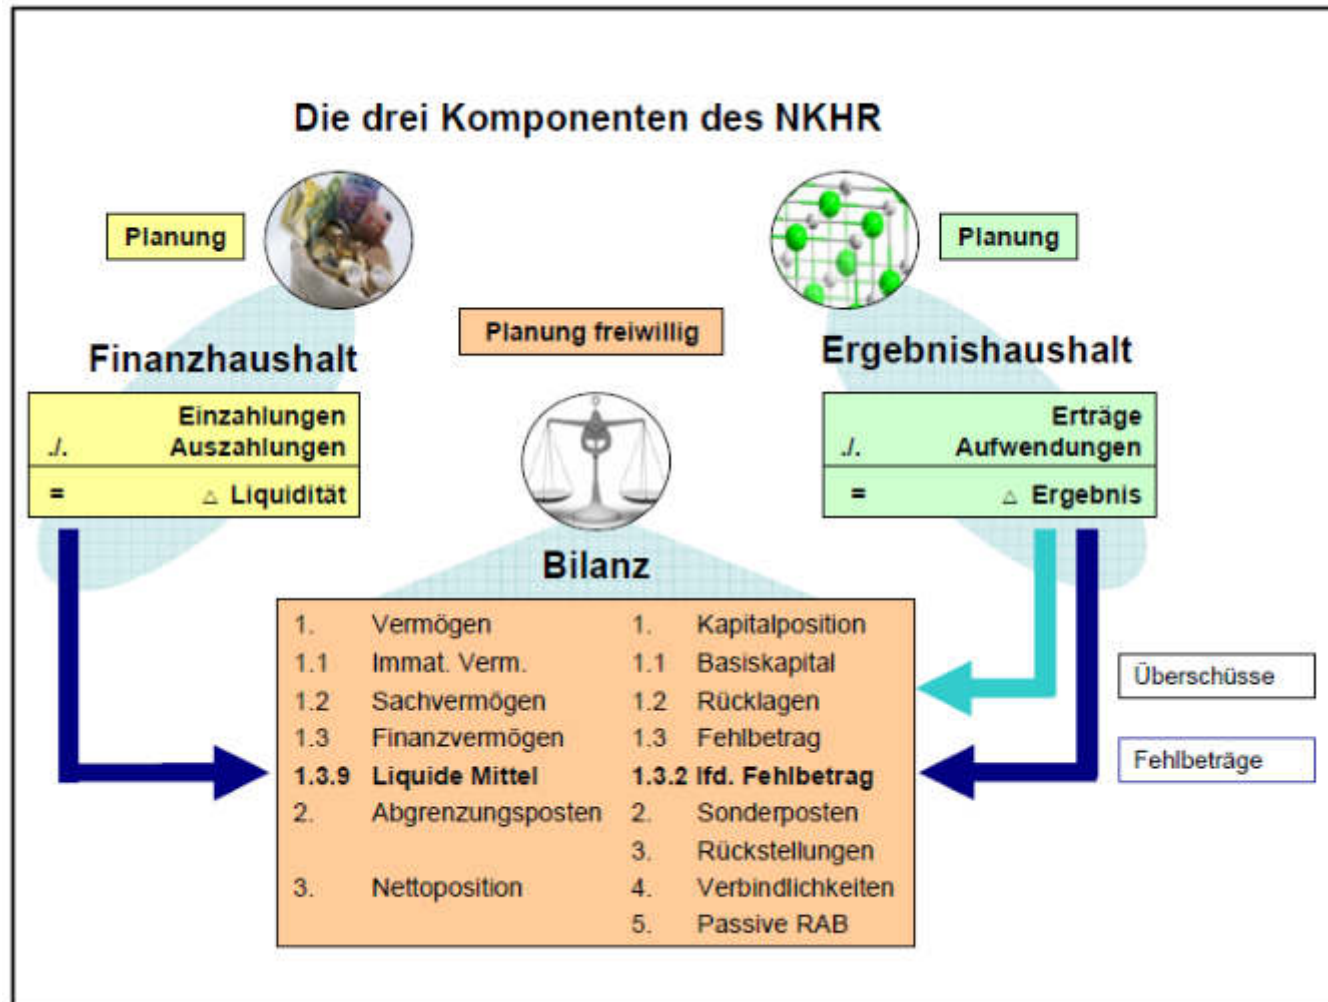 Die drei Komponenten des NKHR
Planung
Planung
Planung freiwillig
Finanzhaushalt
Ergebnishaushalt
Einzahlungen
./. Auszahlungen
= △ Liquidität
Erträge
./. Aufwendungen
= △ Ergebnis
Bilanz
1. Vermögen 1. Kapitalposition
1.1 Immat. Verm. 1.1 Basiskapital
1.2 Sachvermögen 1.2 Rücklagen
1.3 Finanzvermögen 1.3 Fehlbetrag
1.3.9 Liquide Mittel 1.3.2 lfd. Fehlbetrag
2. Abgrenzungsposten 2. Sonderposten
3. Rückstellungen
3. Nettoposition 4. Verbindlichkeiten
5. Passive RAB
Überschüsse
Fehlbeträge